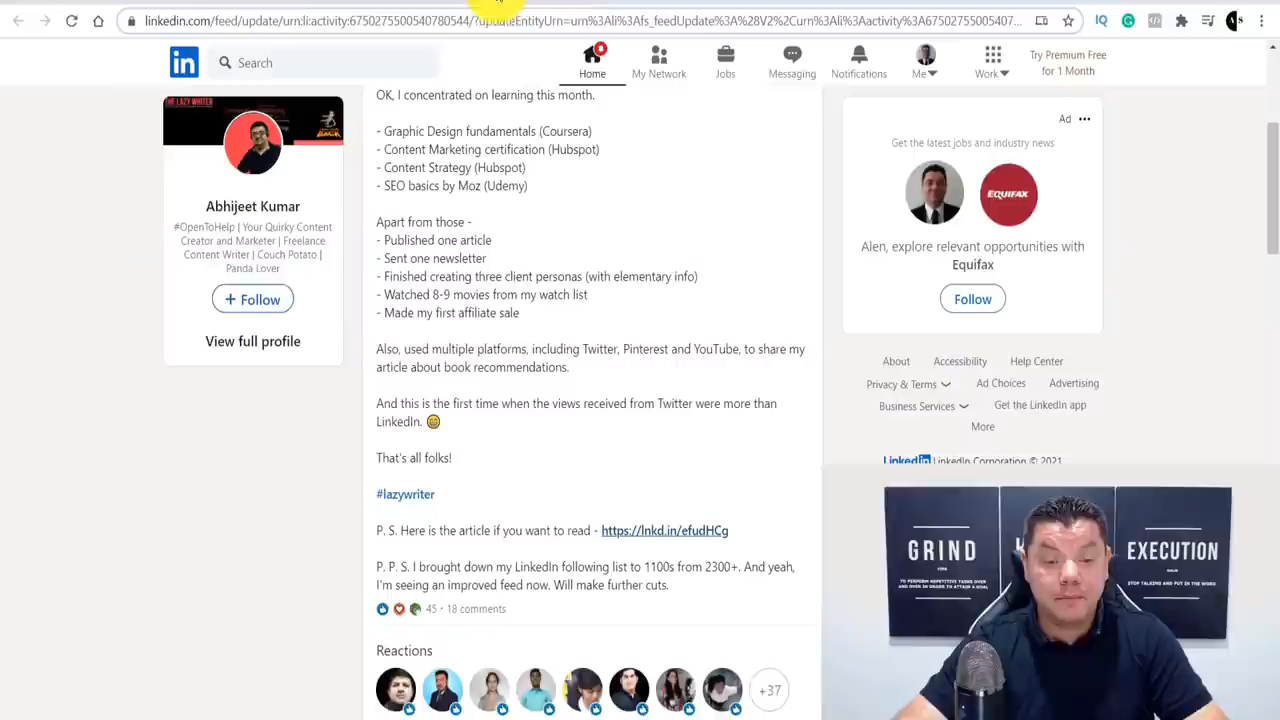 linkedin.com/feed/update/urn:li:activity:6750275500540780544/?updateEntityUrn=urn%3Ali%3Afs_feedUpdate%3A%28V2%2Curn%3Ali%3Aactivity%3A67502755005407...
in
Search
Home
My Network
Jobs
Messaging
Notifications
Me
Work
Try Premium Free
for 1 Month
THE LAZY WRITER
Abhijeet Kumar
#OpenToHelp | Your Quirky Content
Creator and Marketer | Freelance
Content Writer | Couch Potato |
Panda Lover
+ Follow
View full profile
OK, I concentrated on learning this month.
- Graphic Design fundamentals (Coursera)
- Content Marketing certification (Hubspot)
- Content Strategy (Hubspot)
- SEO basics by Moz (Udemy)
Apart from those -
- Published one article
- Sent one newsletter
- Finished creating three client personas (with elementary info)
- Watched 8-9 movies from my watch list
- Made my first affiliate sale
Also, used multiple platforms, including Twitter, Pinterest and YouTube, to share my
article about book recommendations.
And this is the first time when the views received from Twitter were more than
LinkedIn.
That's all folks!
#lazywriter
P. S. Here is the article if you want to read - https://lnkd.in/efudHCg
P. P. S. I brought down my LinkedIn following list to 1100s from 2300+. And yeah,
I'm seeing an improved feed now. Will make further cuts.
45 · 18 comments
Reactions
+37
Ad
Get the latest jobs and industry news
EQUIFAX
Alen, explore relevant opportunities with
Equifax
Follow
About
Accessibility
Help Center
Privacy & Terms
Ad Choices
Advertising
Business Services
Get the LinkedIn app
More
LinkedIn LinkedIn Corporation © 2021
GRIND
EXECUTION
STOP TALKING AND PUT IN THE WORK